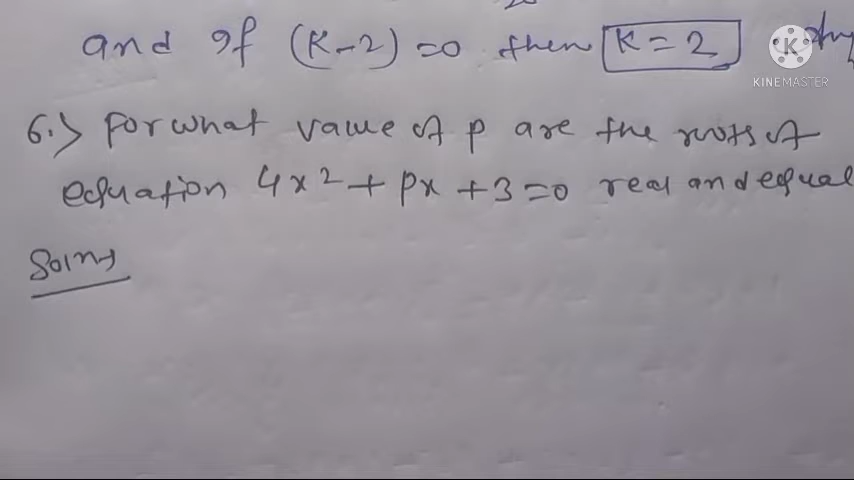 and If (K-2) =0 then K = 2
K
KINEMASTER
6.> For what value of p are the roots of
equation 4x² + px + 3 =0 real and equal
Soln→